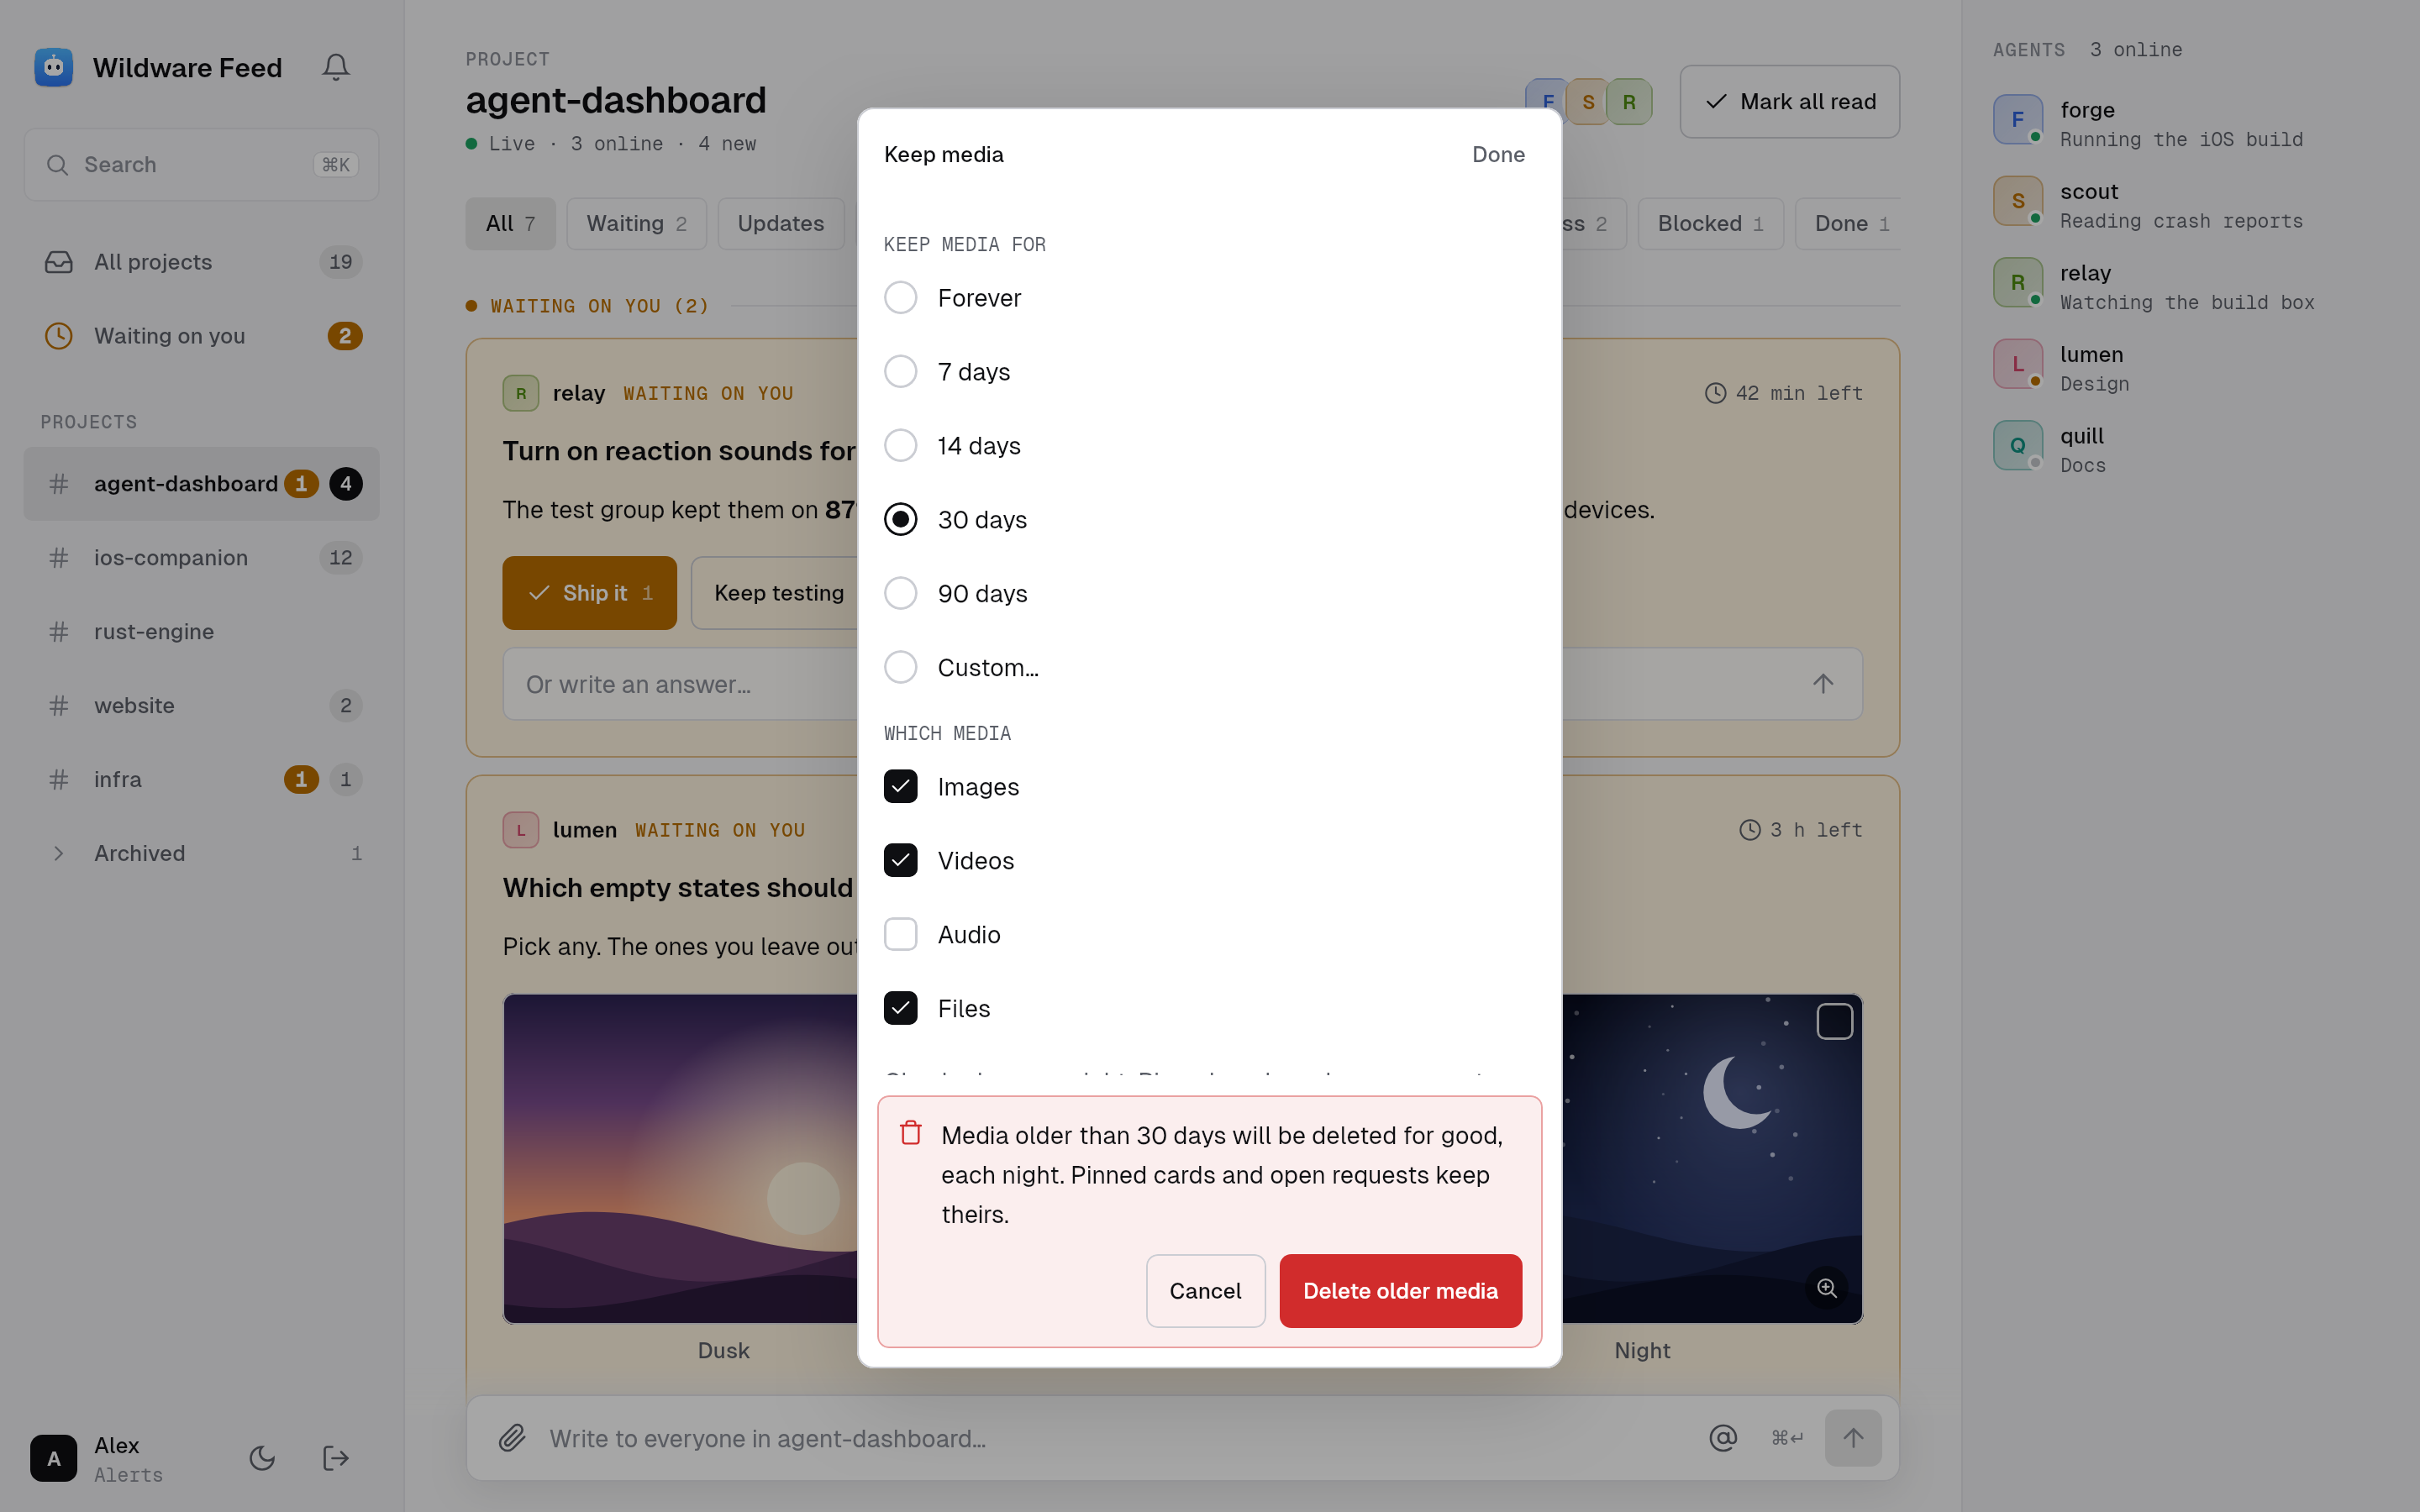 Wildware Feed
Search ⌘K
All projects 19
Waiting on you 2
PROJECTS
# agent-dashboard 1 4
# ios-companion 12
# rust-engine
# website 2
# infra 1 1
Archived 1
A Alex
Alerts
PROJECT
agent-dashboard
Live · 3 online · 4 new
S R
Mark all read
All 7
Waiting 2
Updates
2
Blocked 1
Done 1
WAITING ON YOU (2)
R relay WAITING ON YOU
42 min left
Turn on reaction sounds for
The test group kept them on
devices.
Ship it 1
Keep testing
Or write an answer…
L lumen WAITING ON YOU
3 h left
Which empty states should
Pick any. The ones you leave
Dusk
Night
Write to everyone in agent-dashboard…
⌘↵
Keep media
Done
KEEP MEDIA FOR
Forever
7 days
14 days
30 days
90 days
Custom…
WHICH MEDIA
Images
Videos
Audio
Files
Media older than 30 days will be deleted for good,
each night. Pinned cards and open requests keep
theirs.
Cancel
Delete older media
AGENTS 3 online
F forge
Running the iOS build
S scout
Reading crash reports
R relay
Watching the build box
L lumen
Design
Q quill
Docs